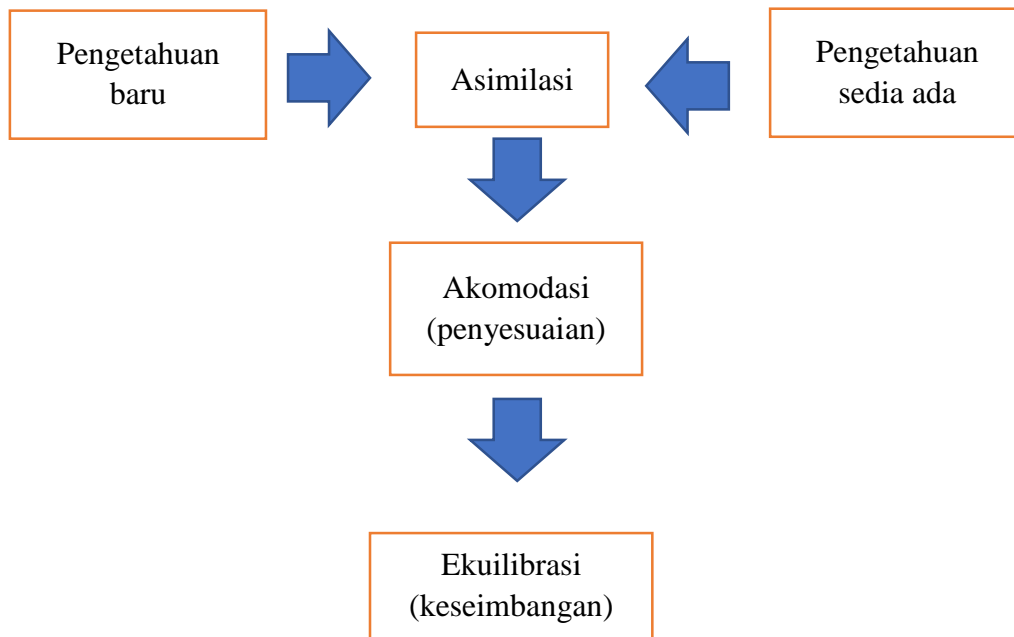 Pengetahuan
baru
Asimilasi
Pengetahuan
sedia ada
Akomodasi
(penyesuaian)
Ekuilibrasi
(keseimbangan)